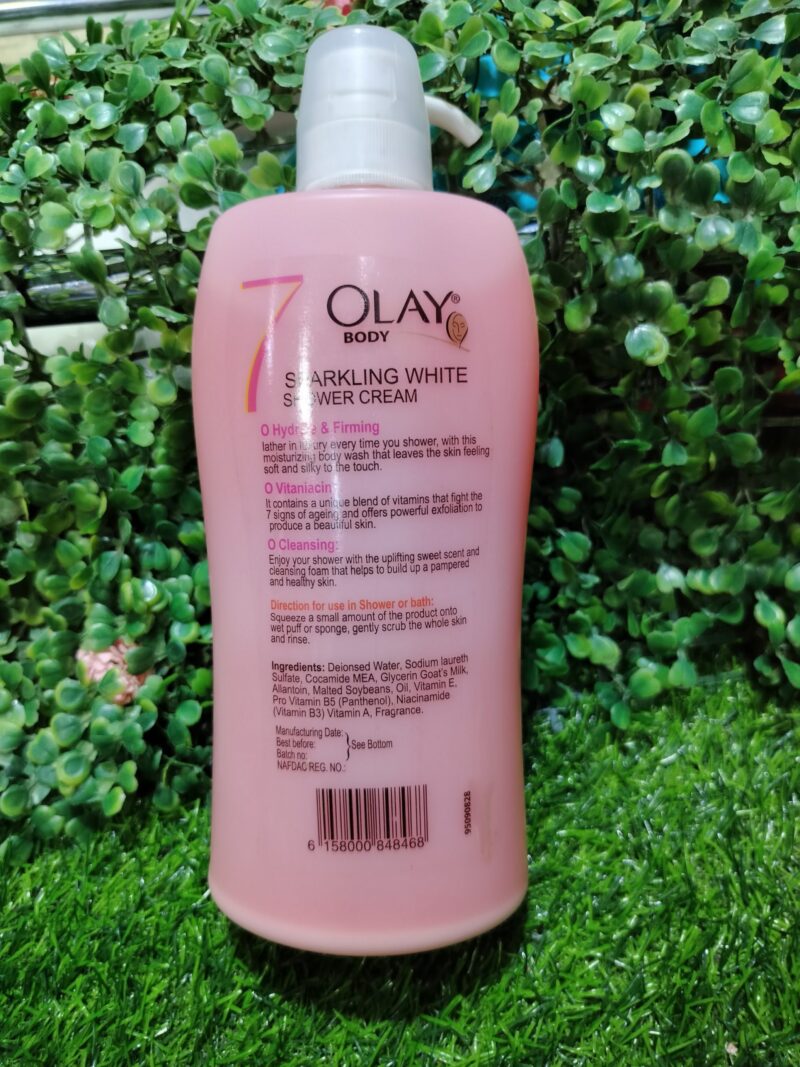 7 OLAY®
BODY
SPARKLING WHITE
SHOWER CREAM
O Hydrate & Firming
lather in luxury every time you shower, with this
moisturizing body wash that leaves the skin feeling
soft and silky to the touch.
O Vitaniacin:
It contains a unique blend of vitamins that fight the
7 signs of ageing and offers powerful exfoliation to
produce a beautiful skin.
O Cleansing:
Enjoy your shower with the uplifting sweet scent and
cleansing foam that helps to build up a pampered
and healthy skin.
Direction for use in Shower or bath:
Squeeze a small amount of the product onto
wet puff or sponge, gently scrub the whole skin
and rinse.
Ingredients: Deionsed Water, Sodium laureth
Sulfate, Cocamide MEA, Glycerin Goat's Milk,
Allantoin, Malted Soybeans, Oil, Vitamin E,
Pro Vitamin B5 (Panthenol), Niacinamide
(Vitamin B3) Vitamin A, Fragrance.
Manufacturing Date:
Best before: See Bottom
Batch no:
NAFDAC REG. NO.:
95090828
6 158000 848468